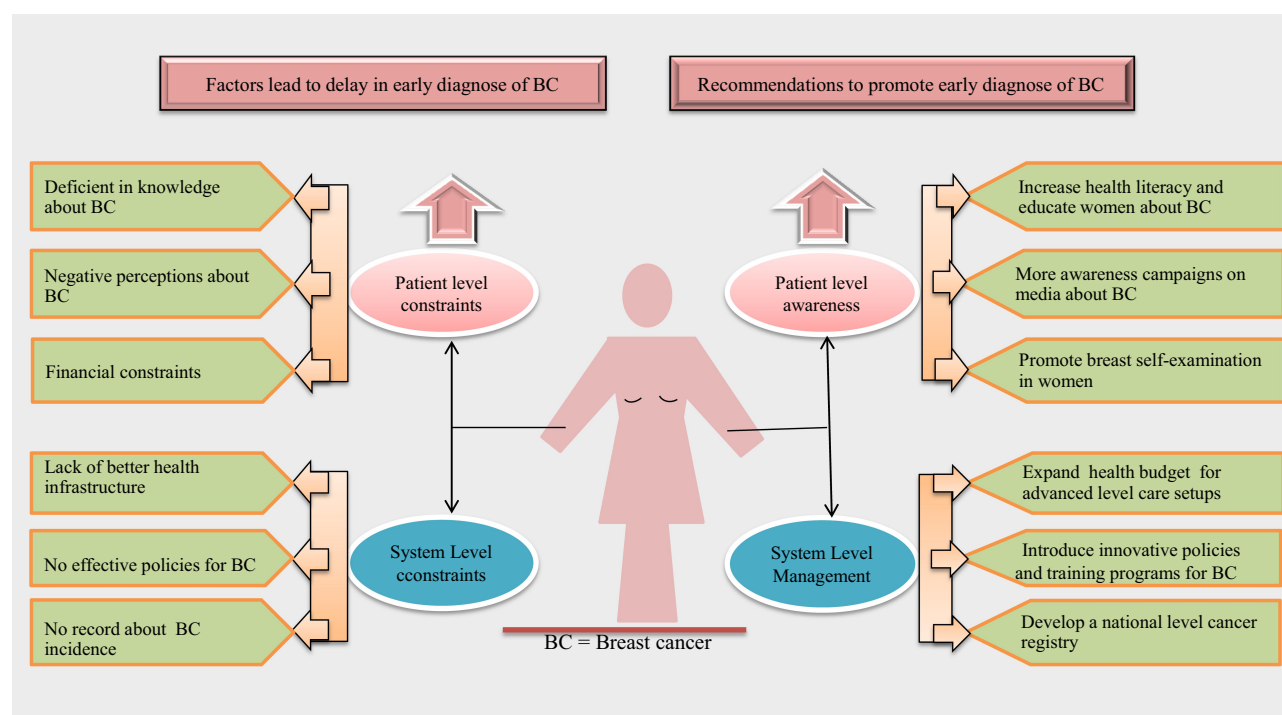 Factors lead to delay in early diagnose of BC
Recommendations to promote early diagnose of BC
Deficient in knowledge
about BC
Negative perceptions about
BC
Financial constraints
Patient level
constraints
Lack of better health
infrastructure
No effective policies for BC
No record about BC
incidence
System Level
cconstraints
BC = Breast cancer
Patient level
awareness
Increase health literacy and
educate women about BC
More awareness campaigns on
media about BC
Promote breast self-examination
in women
System Level
Management
Expand health budget for
advanced level care setups
Introduce innovative policies
and training programs for BC
Develop a national level cancer
registry